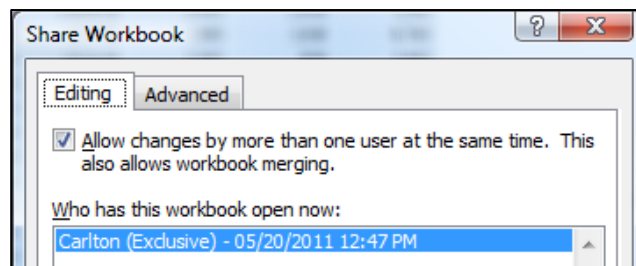 Share Workbook
Editing Advanced
Allow changes by more than one user at the same time. This
also allows workbook merging.
Who has this workbook open now:
Carlton (Exclusive) - 05/20/2011 12:47 PM